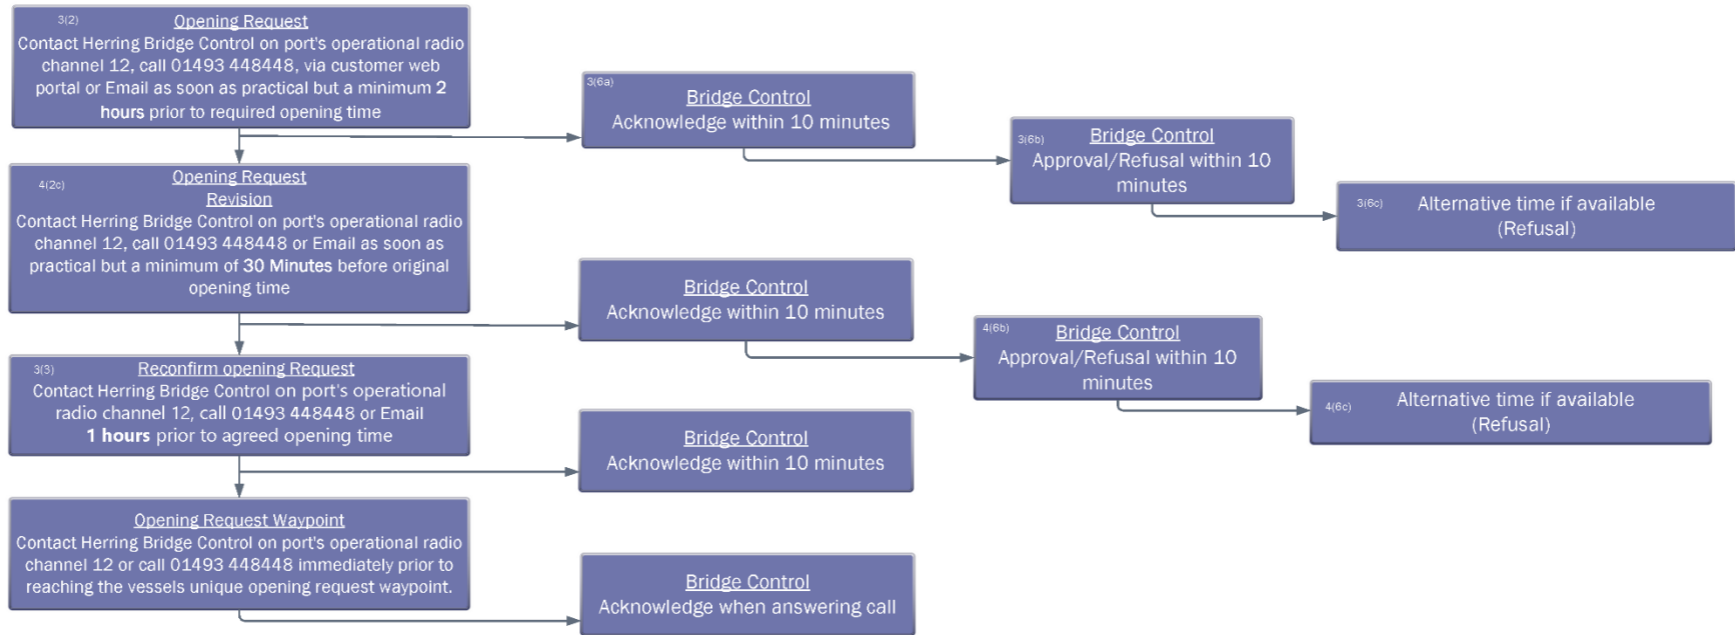 3(2)
Opening Request
Contact Herring Bridge Control on port's operational radio
channel 12, call 01493 448448, via customer web
portal or Email as soon as practical but a minimum 2
hours prior to required opening time
3(6a)
Bridge Control
Acknowledge within 10 minutes
3(6b)
Bridge Control
Approval/Refusal within 10
minutes
3(6c)
Alternative time if available
(Refusal)
4(2c)
Opening Request
Revision
Contact Herring Bridge Control on port's operational radio
channel 12, call 01493 448448 or Email as soon as
practical but a minimum of 30 Minutes before original
opening time
Bridge Control
Acknowledge within 10 minutes
4(6b)
Bridge Control
Approval/Refusal within 10
minutes
4(6c)
Alternative time if available
(Refusal)
3(3)
Reconfirm opening Request
Contact Herring Bridge Control on port's operational
radio channel 12, call 01493 448448 or Email
1 hours prior to agreed opening time
Bridge Control
Acknowledge within 10 minutes
Opening Request Waypoint
Contact Herring Bridge Control on port's operational radio
channel 12 or call 01493 448448 immediately prior to
reaching the vessels unique opening request waypoint.
Bridge Control
Acknowledge when answering call